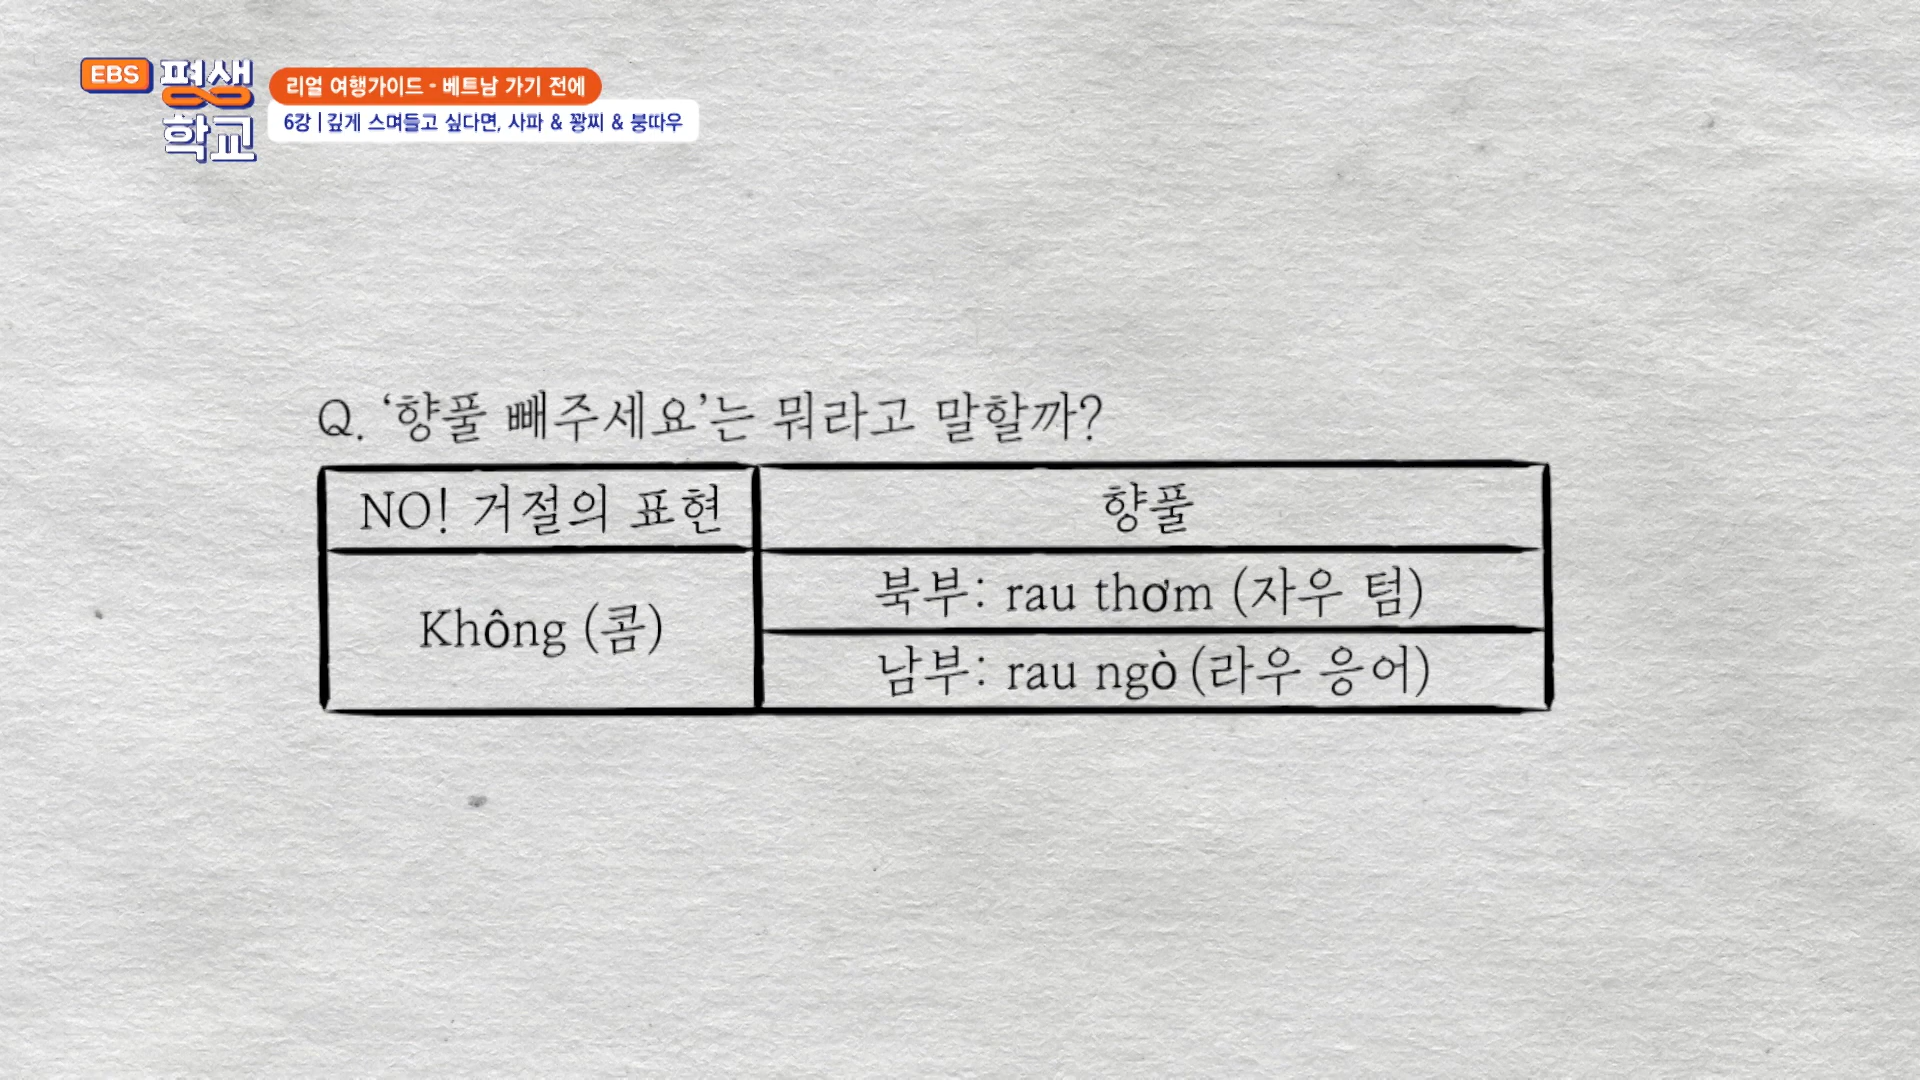 EBS 평생학교
리얼 여행가이드 - 베트남 가기 전에
6강 | 깊게 스며들고 싶다면, 사파 & 꽝찌 & 붕따우
Q. ‘향풀 빼주세요’는 뭐라고 말할까?
NO! 거절의 표현
향풀
Không (콤)
북부: rau thơm (자우 텀)
남부: rau ngò (라우 응어)